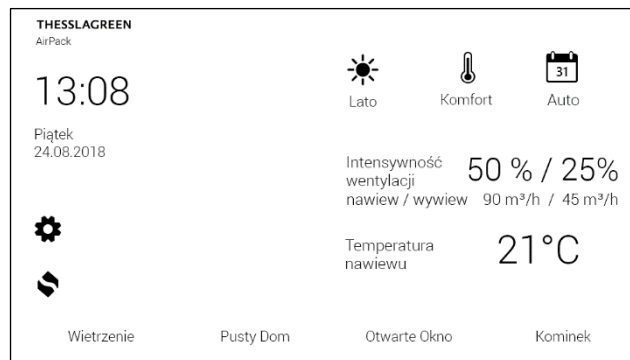 THESSLAGREEN
AirPack
13:08
Piątek
24.08.2018
31
Lato
Komfort
Auto
Intensywność
wentylacji
nawiew / wywiew
50 % / 25%
90 m³/h / 45 m³/h
Temperatura
nawiewu
21°C
Wietrzenie
Pusty Dom
Otwarte Okno
Kominek